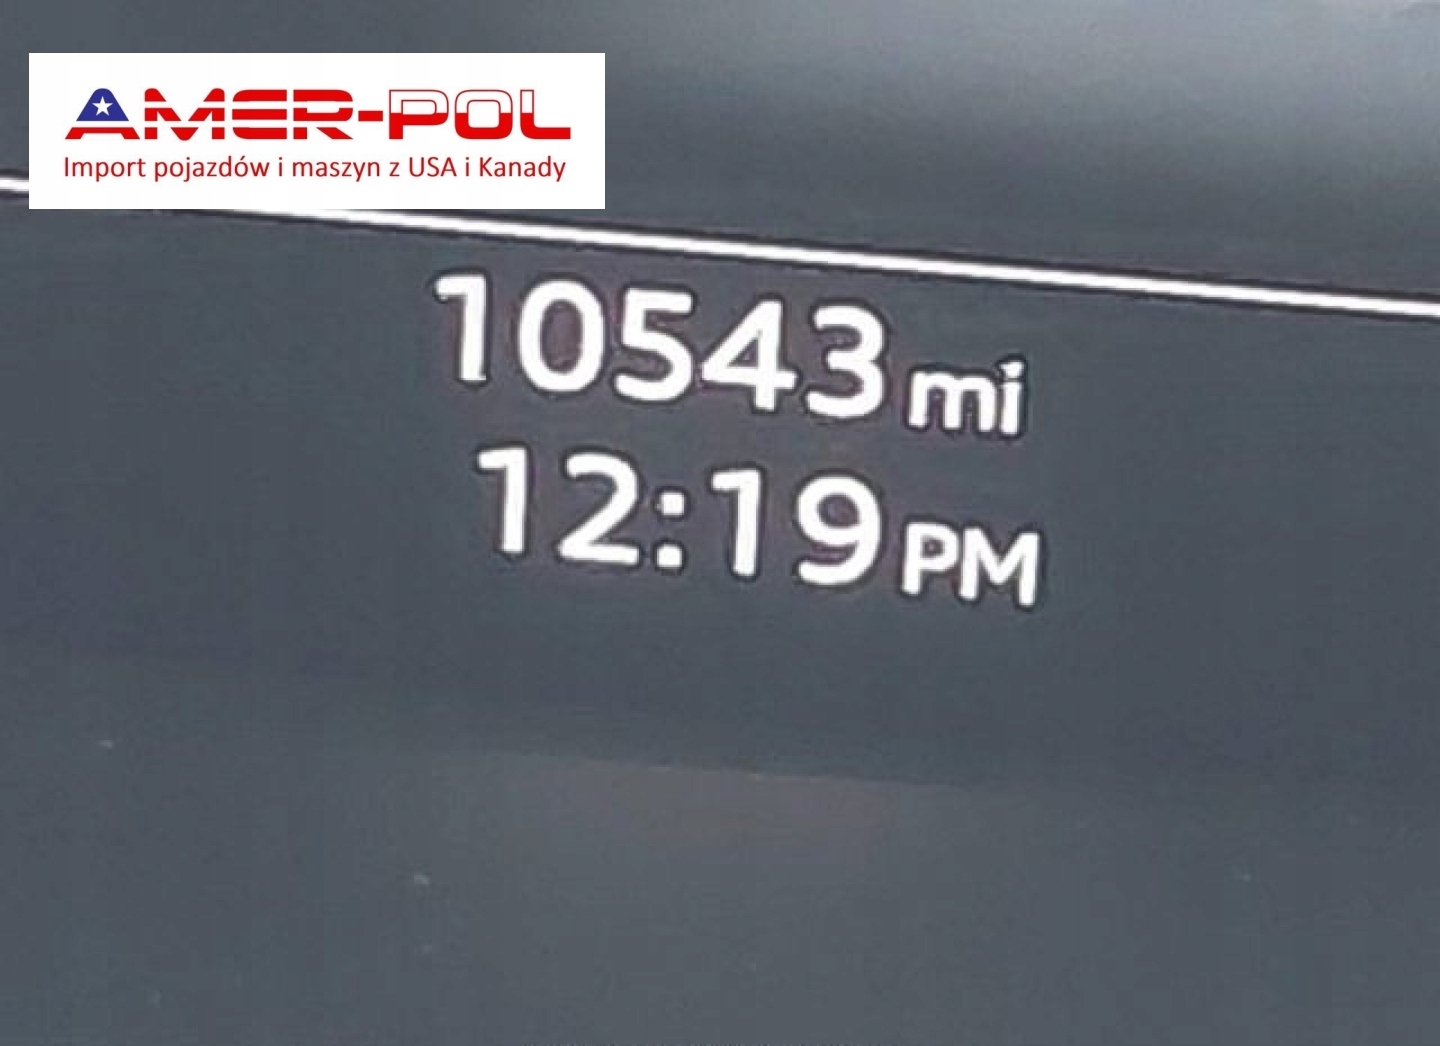 AMER-POL
Import pojazdów i maszyn z USA i Kanady
10543 mi
12:19 PM